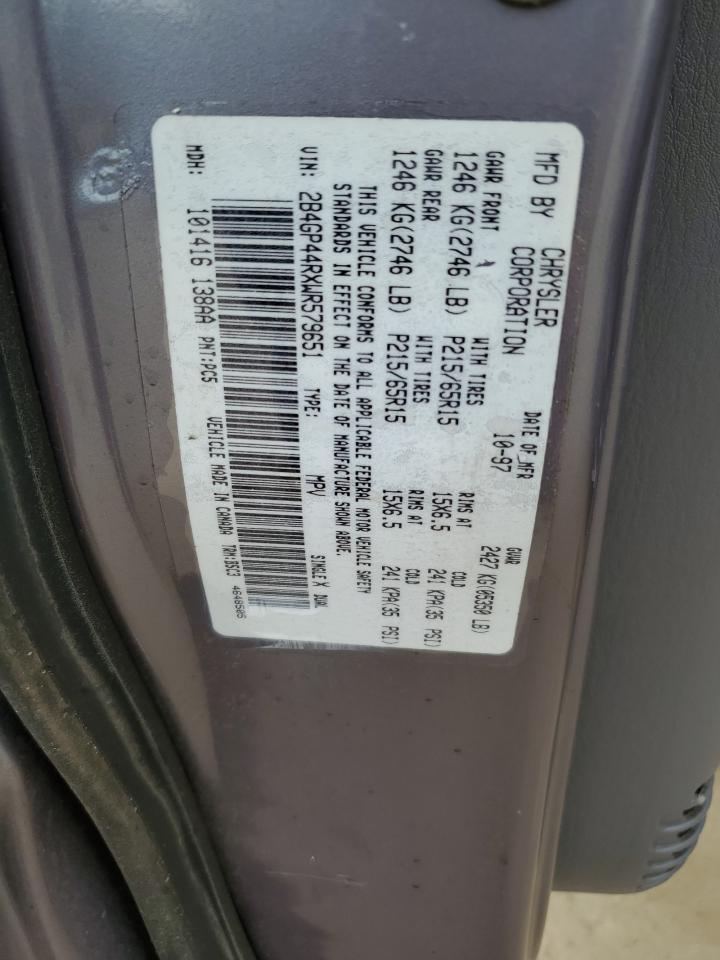 MFD BY CHRYSLER CORPORATION DATE OF MFR 10-97 GVWR 2427 KG(05350 LB)
GAWR FRONT WITH TIRES RIMS AT COLD
1246 KG(2746 LB) P215/65R15 15X6.5 241 KPA(35 PSI)
GAWR REAR WITH TIRES RIMS AT COLD
1246 KG(2746 LB) P215/65R15 15X6.5 241 KPA(35 PSI)
THIS VEHICLE CONFORMS TO ALL APPLICABLE FEDERAL MOTOR VEHICLE SAFETY
STANDARDS IN EFFECT ON THE DATE OF MANUFACTURE SHOWN ABOVE.
VIN: 2B4GP44RXWR579651 TYPE: MPV SINGLE X DUAL
MDH: 101416 138AA PNT:PC5 VEHICLE MADE IN CANADA TRM:B5C3 4648506